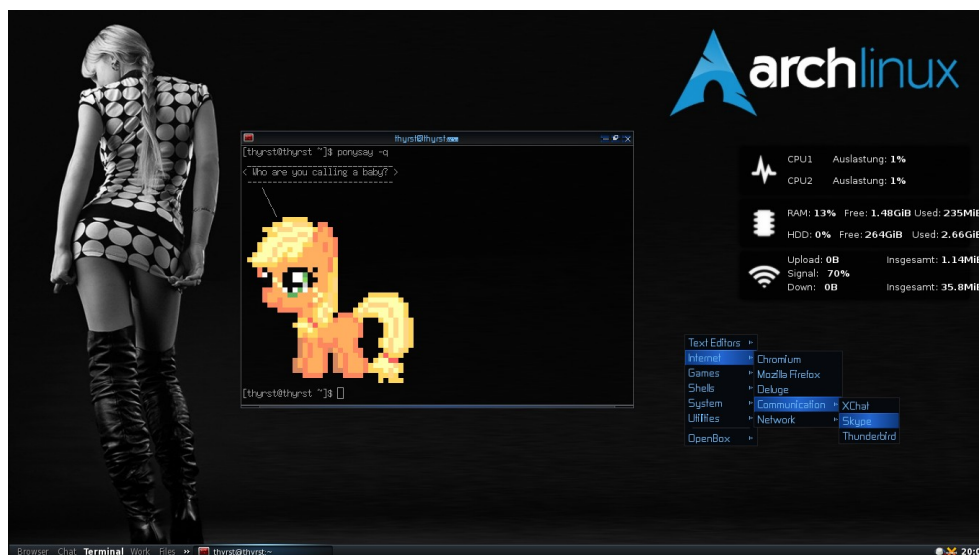 archlinux
thyrst@thyrst:~
[thyrst@thyrst ~]$ ponysay -q
< Who are you calling a baby? >
[thyrst@thyrst ~]$
CPU1 Auslastung: 1%
CPU2 Auslastung: 1%
RAM: 13% Free: 1.48GiB Used: 235MiB
HDD: 0% Free: 264GiB Used: 2.66GiB
Upload: 0B Insgesamt: 1.14MiB
Signal: 70%
Down: 0B Insgesamt: 35.8MiB
Text Editors
Internet
Games
Shells
System
Utilities
OpenBox
Chromium
Mozilla Firefox
Deluge
Communication
Network
XChat
Skype
Thunderbird
Browser Chat Terminal Work Files » thyrst@thyrst:~